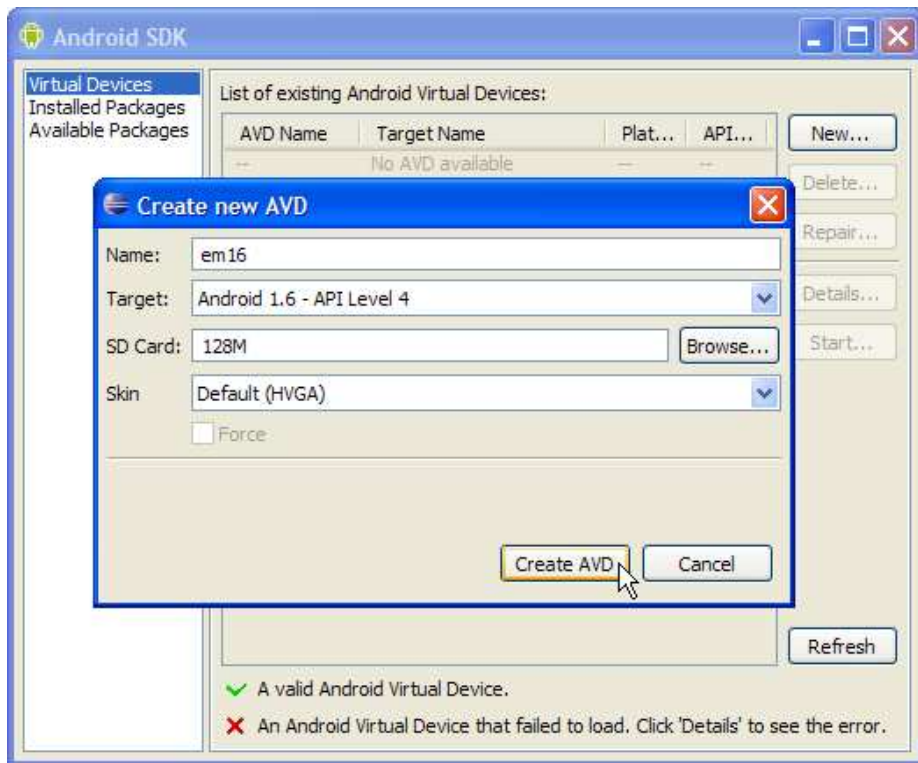 Android SDK
Virtual Devices
Installed Packages
Available Packages
List of existing Android Virtual Devices:
AVD Name Target Name Plat... API...
-- No AVD available -- --
New...
Delete...
Repair...
Details...
Start...
Refresh
Create new AVD
Name: em16
Target: Android 1.6 - API Level 4
SD Card: 128M Browse...
Skin Default (HVGA)
Force
Create AVD Cancel
A valid Android Virtual Device.
An Android Virtual Device that failed to load. Click 'Details' to see the error.